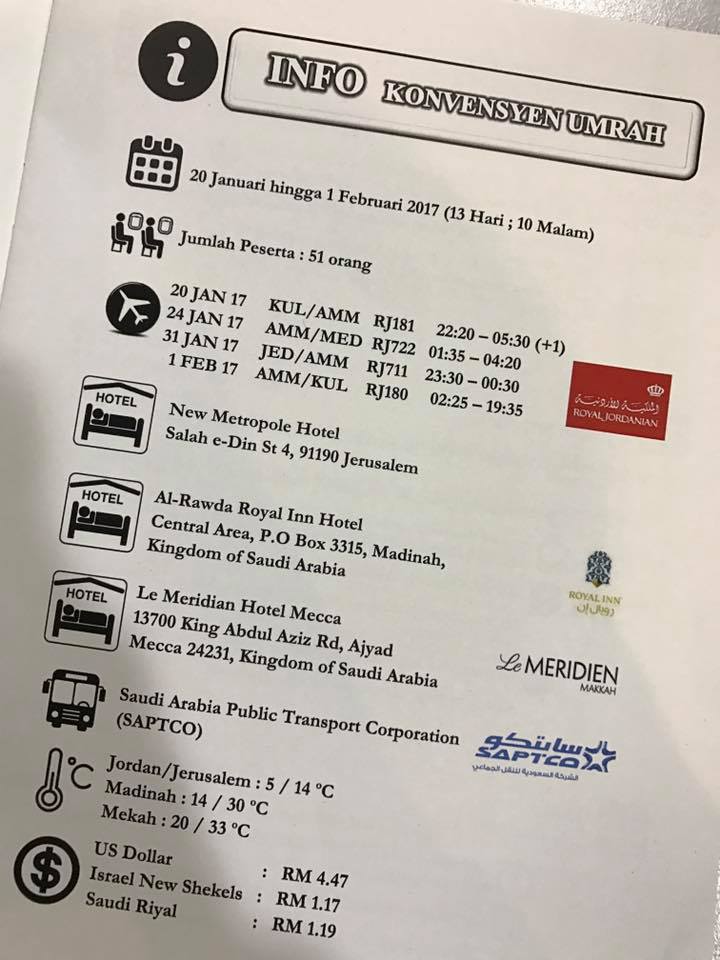 INFO KONVENSYEN UMRAH
20 Januari hingga 1 Februari 2017 (13 Hari ; 10 Malam)
Jumlah Peserta : 51 orang
20 JAN 17 KUL/AMM RJ181 22:20 – 05:30 (+1)
24 JAN 17 AMM/MED RJ722 01:35 – 04:20
31 JAN 17 JED/AMM RJ711 23:30 – 00:30
1 FEB 17 AMM/KUL RJ180 02:25 – 19:35
الملكية الأردنية
ROYAL JORDANIAN
HOTEL
New Metropole Hotel
Salah e-Din St 4, 91190 Jerusalem
HOTEL
Al-Rawda Royal Inn Hotel
Central Area, P.O Box 3315, Madinah,
Kingdom of Saudi Arabia
ROYAL INN
رويال إن
HOTEL
Le Meridian Hotel Mecca
13700 King Abdul Aziz Rd, Ajyad
Mecca 24231, Kingdom of Saudi Arabia
Le MERIDIEN
MAKKAH
Saudi Arabia Public Transport Corporation
(SAPTCO)
سابتكو
SAPTCO
الشركة السعودية للنقل الجماعي
°C
Jordan/Jerusalem : 5 / 14 °C
Madinah : 14 / 30 °C
Mekah : 20 / 33 °C
$
US Dollar : RM 4.47
Israel New Shekels : RM 1.17
Saudi Riyal : RM 1.19